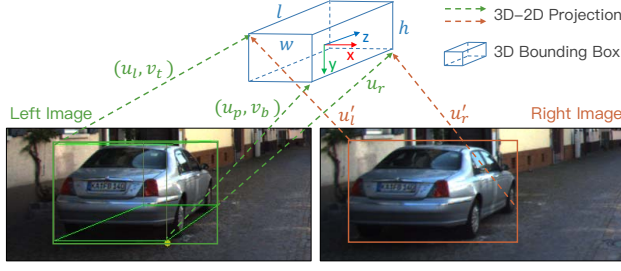 l
h
w
z
x
y
3D-2D Projection
3D Bounding Box
(u_l, v_t)
(u_p, v_b)
u_r
u'_l
u'_r
Left Image
Right Image